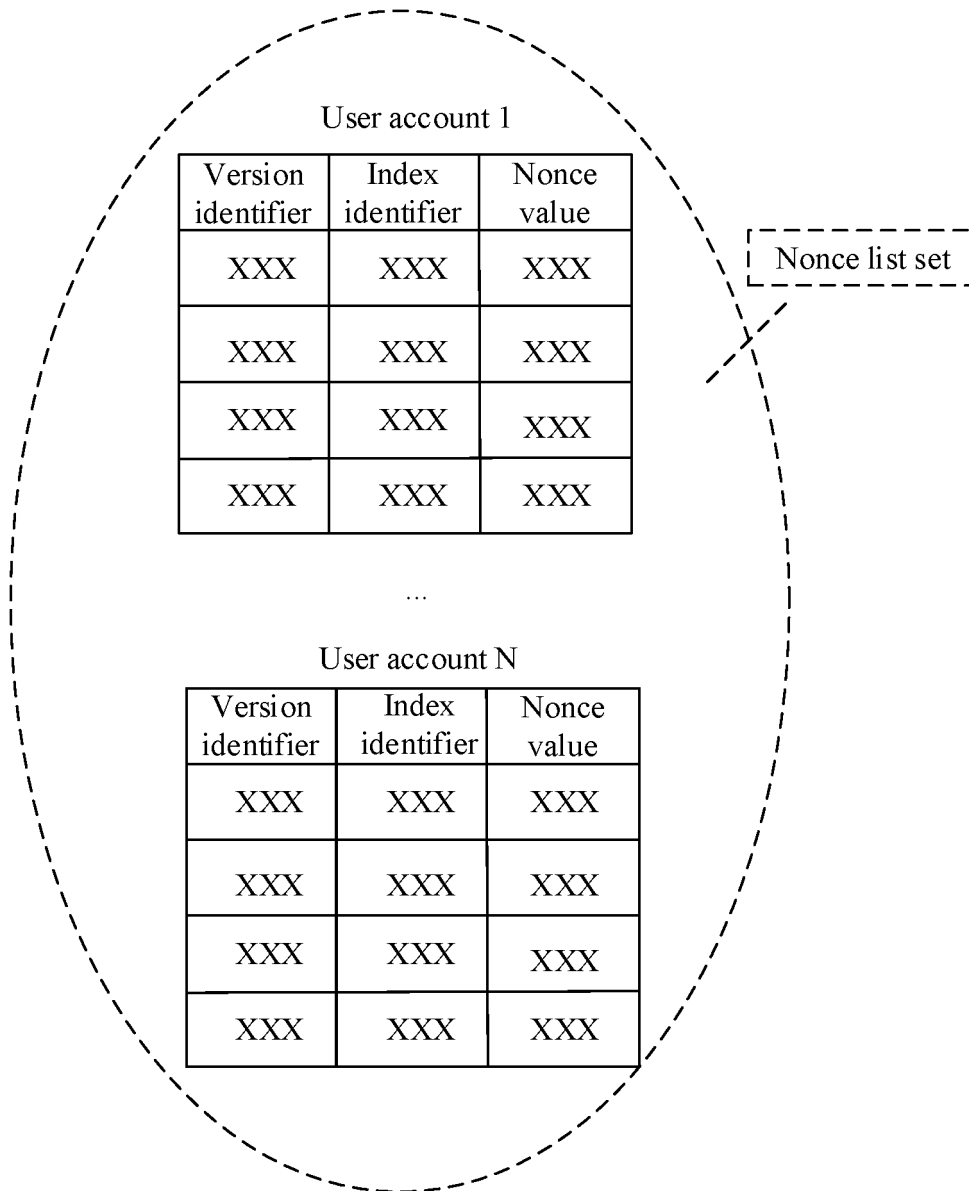 User account 1
Version identifier Index identifier Nonce value
XXX XXX XXX
XXX XXX XXX
XXX XXX XXX
XXX XXX XXX
Nonce list set
...
User account N
Version identifier Index identifier Nonce value
XXX XXX XXX
XXX XXX XXX
XXX XXX XXX
XXX XXX XXX